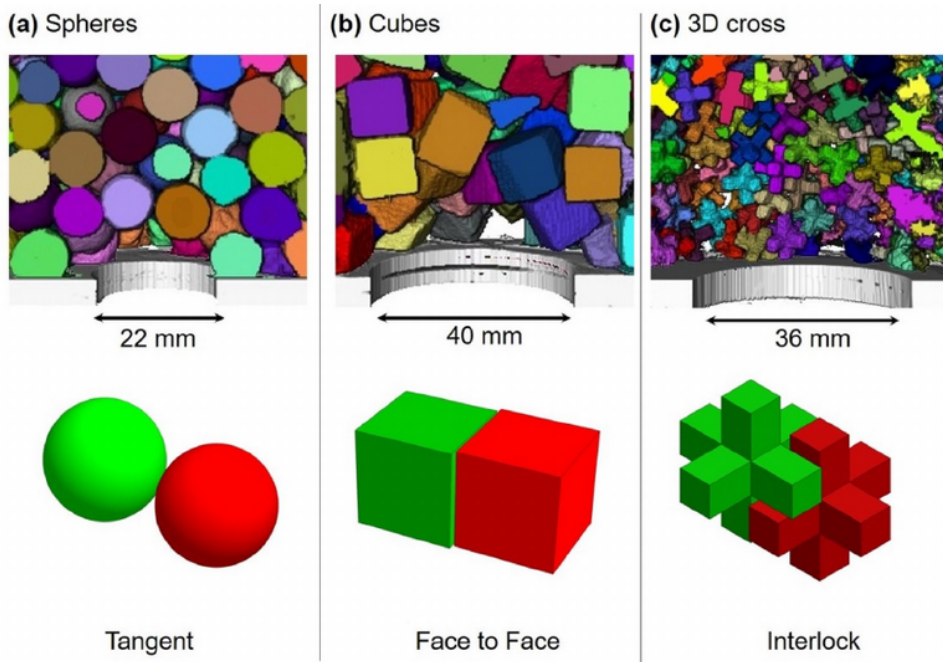 (a) Spheres
(b) Cubes
(c) 3D cross
22 mm
40 mm
36 mm
Tangent
Face to Face
Interlock